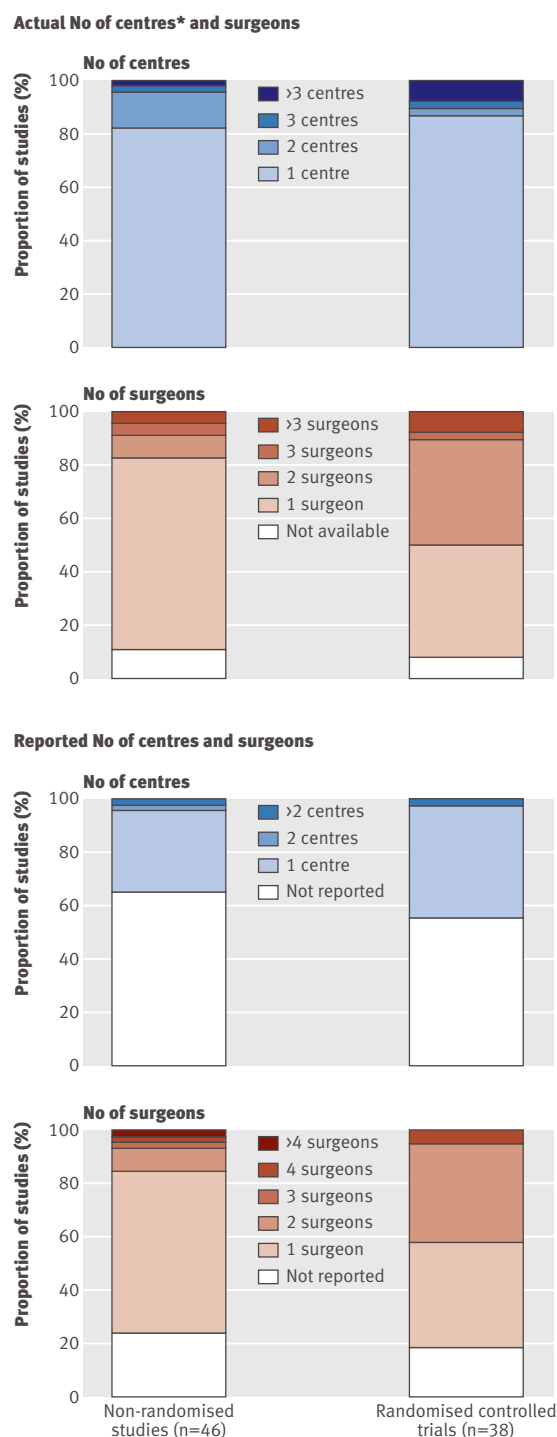 Actual No of centres* and surgeons
No of centres
Proportion of studies (%)
100
80
60
40
20
0
>3 centres
3 centres
2 centres
1 centre
No of surgeons
Proportion of studies (%)
100
80
60
40
20
0
>3 surgeons
3 surgeons
2 surgeons
1 surgeon
Not available
Reported No of centres and surgeons
No of centres
Proportion of studies (%)
100
80
60
40
20
0
>2 centres
2 centres
1 centre
Not reported
No of surgeons
Proportion of studies (%)
100
80
60
40
20
0
>4 surgeons
4 surgeons
3 surgeons
2 surgeons
1 surgeon
Not reported
Non-randomised
studies (n=46)
Randomised controlled
trials (n=38)